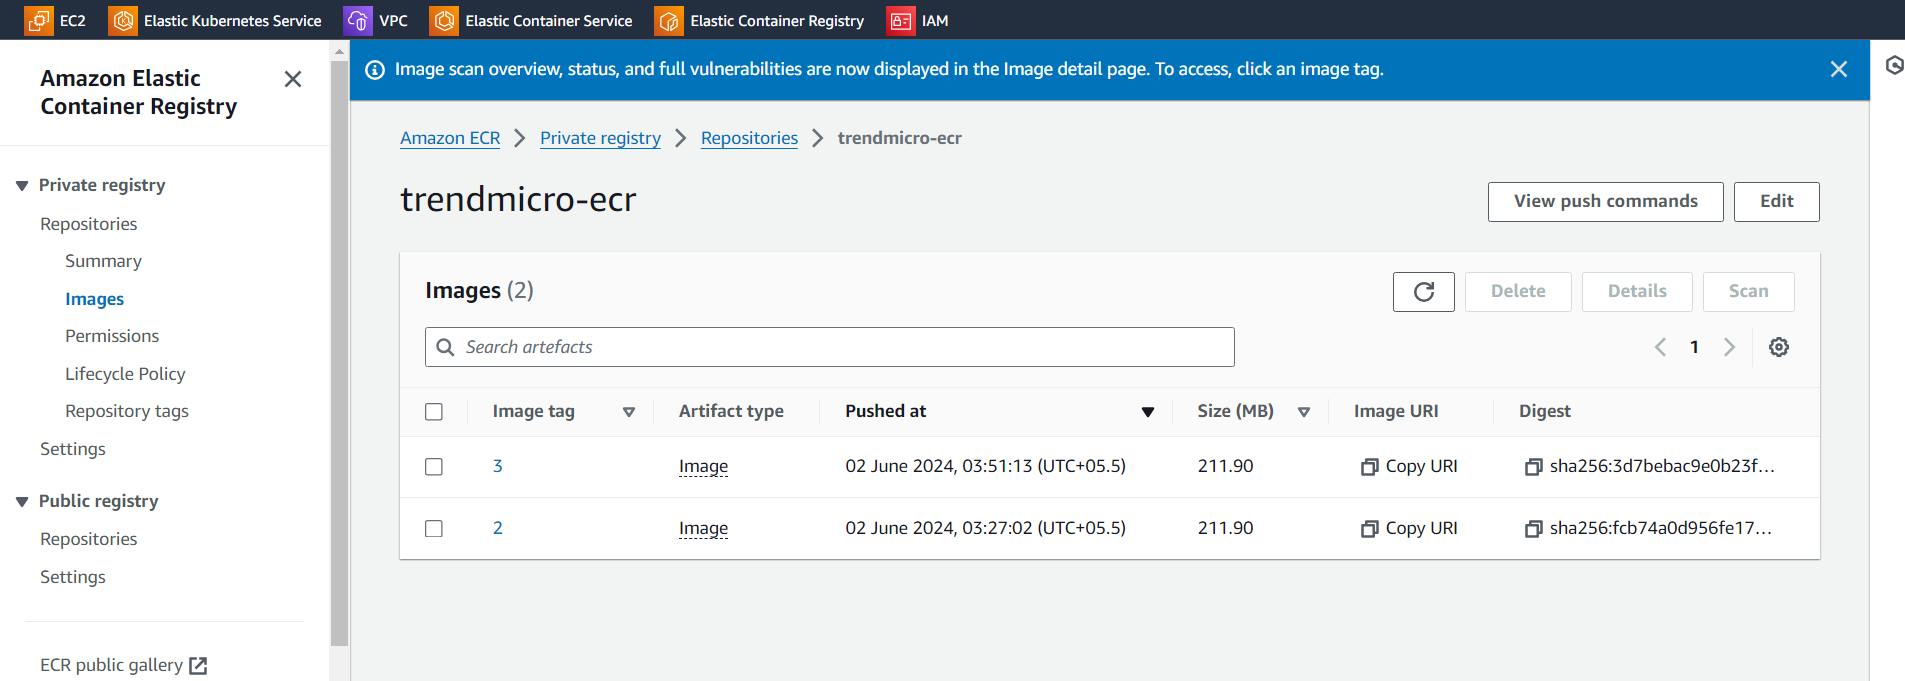 EC2 Elastic Kubernetes Service VPC Elastic Container Service Elastic Container Registry IAM
Amazon Elastic
Container Registry
Private registry
Repositories
Summary
Images
Permissions
Lifecycle Policy
Repository tags
Settings
Public registry
Repositories
Settings
ECR public gallery
Image scan overview, status, and full vulnerabilities are now displayed in the Image detail page. To access, click an image tag.
Amazon ECR Private registry Repositories trendmicro-ecr
trendmicro-ecr
View push commands Edit
Images (2)
Delete Details Scan
Search artefacts
1
Image tag Artifact type Pushed at Size (MB) Image URI Digest
3 Image 02 June 2024, 03:51:13 (UTC+05.5) 211.90 Copy URI sha256:3d7bebac9e0b23f...
2 Image 02 June 2024, 03:27:02 (UTC+05.5) 211.90 Copy URI sha256:fcb74a0d956fe17...